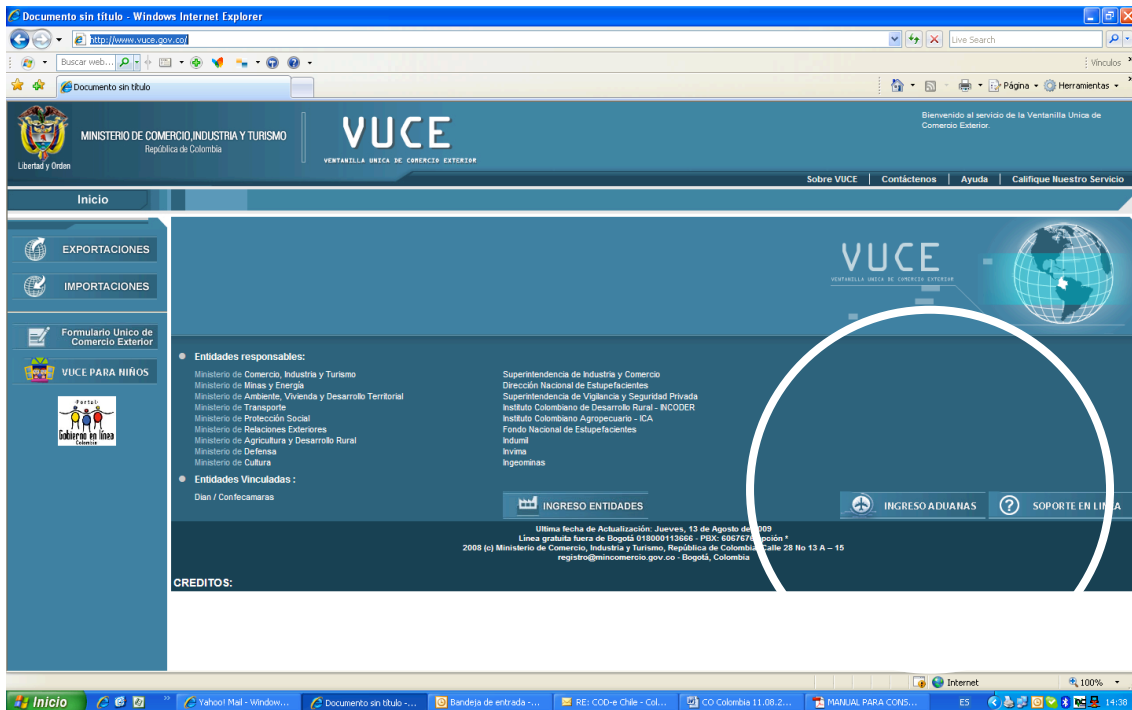 Documento sin título - Windows Internet Explorer
http://www.vuce.gov.co/
Live Search
Buscar web...
Vínculos
Documento sin título
Página
Herramientas
Libertad y Orden
MINISTERIO DE COMERCIO,INDUSTRIA Y TURISMO
República de Colombia
VUCE
VENTANILLA UNICA DE COMERCIO EXTERIOR
Bienvenido al servicio de la Ventanilla Unica de
Comercio Exterior.
Sobre VUCE | Contáctenos | Ayuda | Califique Nuestro Servicio
Inicio
EXPORTACIONES
IMPORTACIONES
Formulario Unico de
Comercio Exterior
VUCE PARA NIÑOS
Portal
Gobierno en línea
Colombia
VUCE
VENTANILLA UNICA DE COMERCIO EXTERIOR
Entidades responsables:
Ministerio de Comercio, Industria y Turismo
Ministerio de Minas y Energía
Ministerio de Ambiente, Vivienda y Desarrollo Territorial
Ministerio de Transporte
Ministerio de Protección Social
Ministerio de Relaciones Exteriores
Ministerio de Agricultura y Desarrollo Rural
Ministerio de Defensa
Ministerio de Cultura
Superintendencia de Industria y Comercio
Dirección Nacional de Estupefacientes
Superintendencia de Vigilancia y Seguridad Privada
Instituto Colombiano de Desarrollo Rural - INCODER
Instituto Colombiano Agropecuario - ICA
Fondo Nacional de Estupefacientes
Indumil
Invima
Ingeominas
Entidades Vinculadas :
Dian / Confecamaras
INGRESO ENTIDADES
INGRESO ADUANAS
SOPORTE EN LINEA
Ultima fecha de Actualización: Jueves, 13 de Agosto de 2009
Línea gratuita fuera de Bogotá 018000113666 - PBX: 6067676 opción *
2008 (c) Ministerio de Comercio, Industria y Turismo, República de Colombia Calle 28 No 13 A – 15
registro@mincomercio.gov.co - Bogotá, Colombia
CREDITOS:
Internet
100%
Inicio
Yahoo! Mail - Window...
Documento sin título -...
Bandeja de entrada -...
RE: COD-e Chile - Col...
CO Colombia 11.08.2...
MANUAL PARA CONS...
ES
14:38